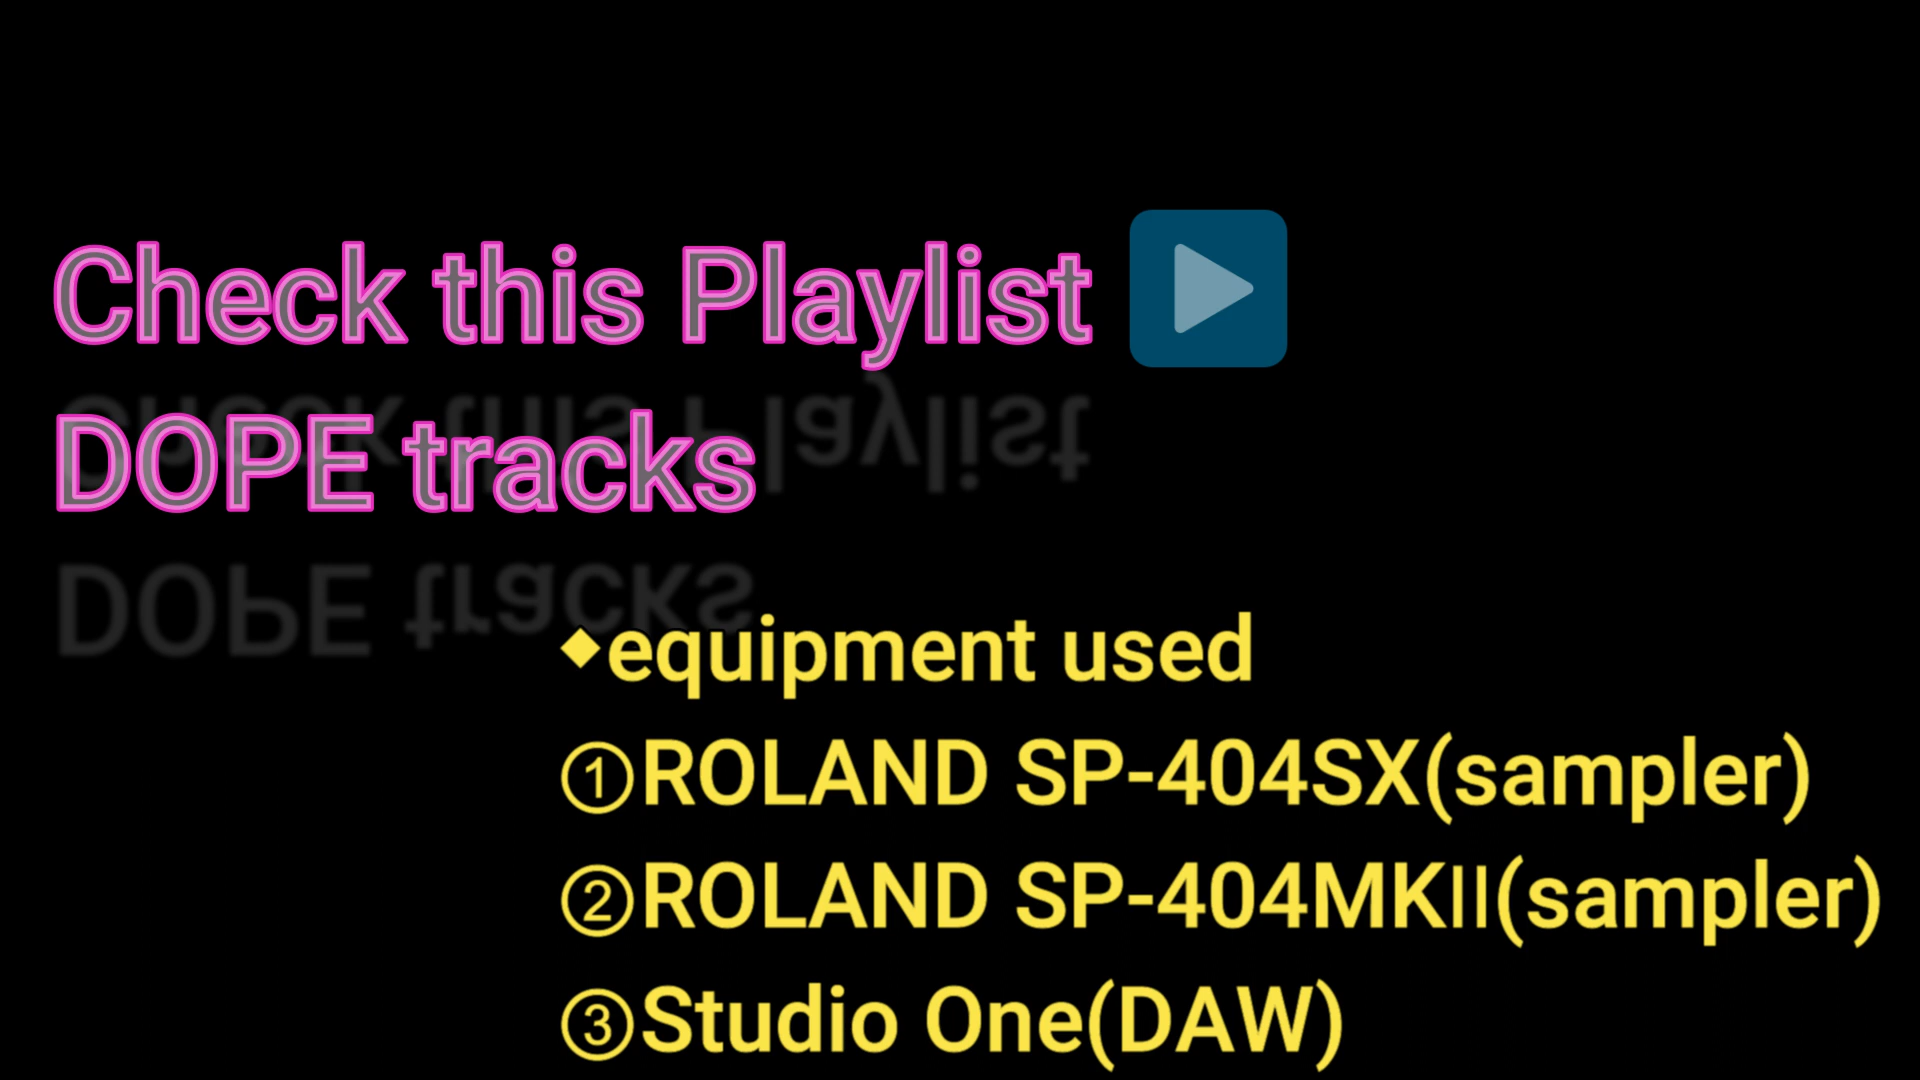 Check this Playlist ▶
DOPE tracks
◆equipment used
①ROLAND SP-404SX(sampler)
②ROLAND SP-404MKII(sampler)
③Studio One(DAW)